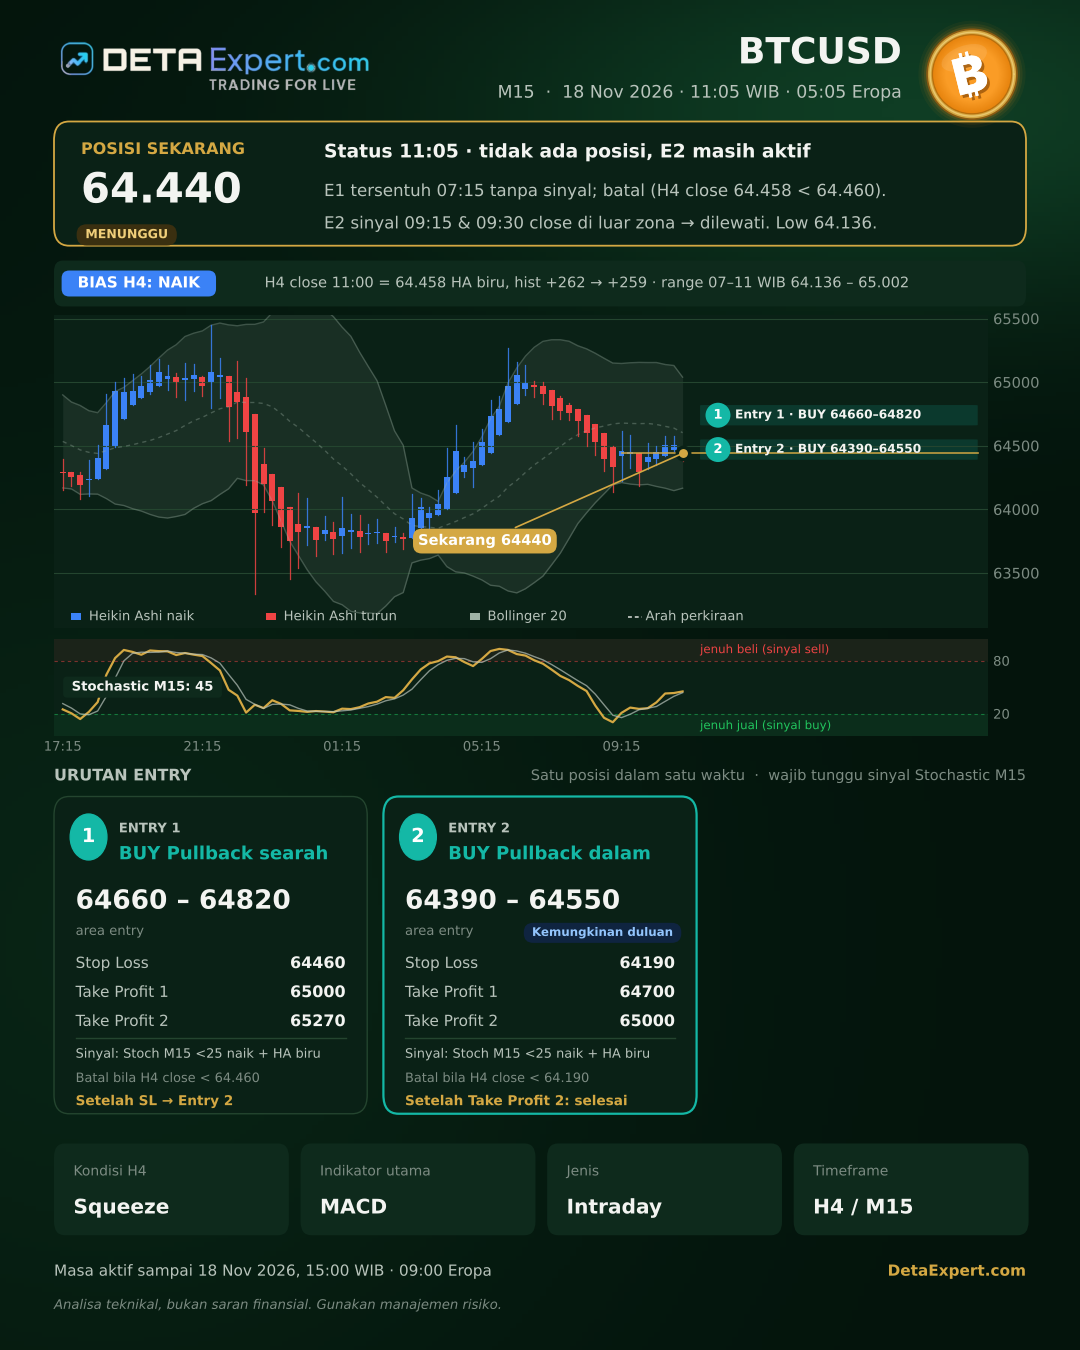 DETA Expert.com
TRADING FOR LIVE
BTCUSD
M15 · 18 Nov 2026 · 11:05 WIB · 05:05 Eropa
POSISI SEKARANG
64.440
MENUNGGU
Status 11:05 · tidak ada posisi, E2 masih aktif
E1 tersentuh 07:15 tanpa sinyal; batal (H4 close 64.458 < 64.460).
E2 sinyal 09:15 & 09:30 close di luar zona → dilewati. Low 64.136.
BIAS H4: NAIK
H4 close 11:00 = 64.458 HA biru, hist +262 → +259 · range 07–11 WIB 64.136 – 65.002
65500
65000
64500
64000
63500
1 Entry 1 · BUY 64660–64820
2 Entry 2 · BUY 64390–64550
Sekarang 64440
Heikin Ashi naik
Heikin Ashi turun
Bollinger 20
Arah perkiraan
jenuh beli (sinyal sell)
80
Stochastic M15: 45
20
jenuh jual (sinyal buy)
17:15 21:15 01:15 05:15 09:15
URUTAN ENTRY
Satu posisi dalam satu waktu · wajib tunggu sinyal Stochastic M15
1
ENTRY 1
BUY Pullback searah
64660 – 64820
area entry
Stop Loss 64460
Take Profit 1 65000
Take Profit 2 65270
Sinyal: Stoch M15 <25 naik + HA biru
Batal bila H4 close < 64.460
Setelah SL → Entry 2
2
ENTRY 2
BUY Pullback dalam
64390 – 64550
area entry
Kemungkinan duluan
Stop Loss 64190
Take Profit 1 64700
Take Profit 2 65000
Sinyal: Stoch M15 <25 naik + HA biru
Batal bila H4 close < 64.190
Setelah Take Profit 2: selesai
Kondisi H4
Squeeze
Indikator utama
MACD
Jenis
Intraday
Timeframe
H4 / M15
Masa aktif sampai 18 Nov 2026, 15:00 WIB · 09:00 Eropa
DetaExpert.com
Analisa teknikal, bukan saran finansial. Gunakan manajemen risiko.